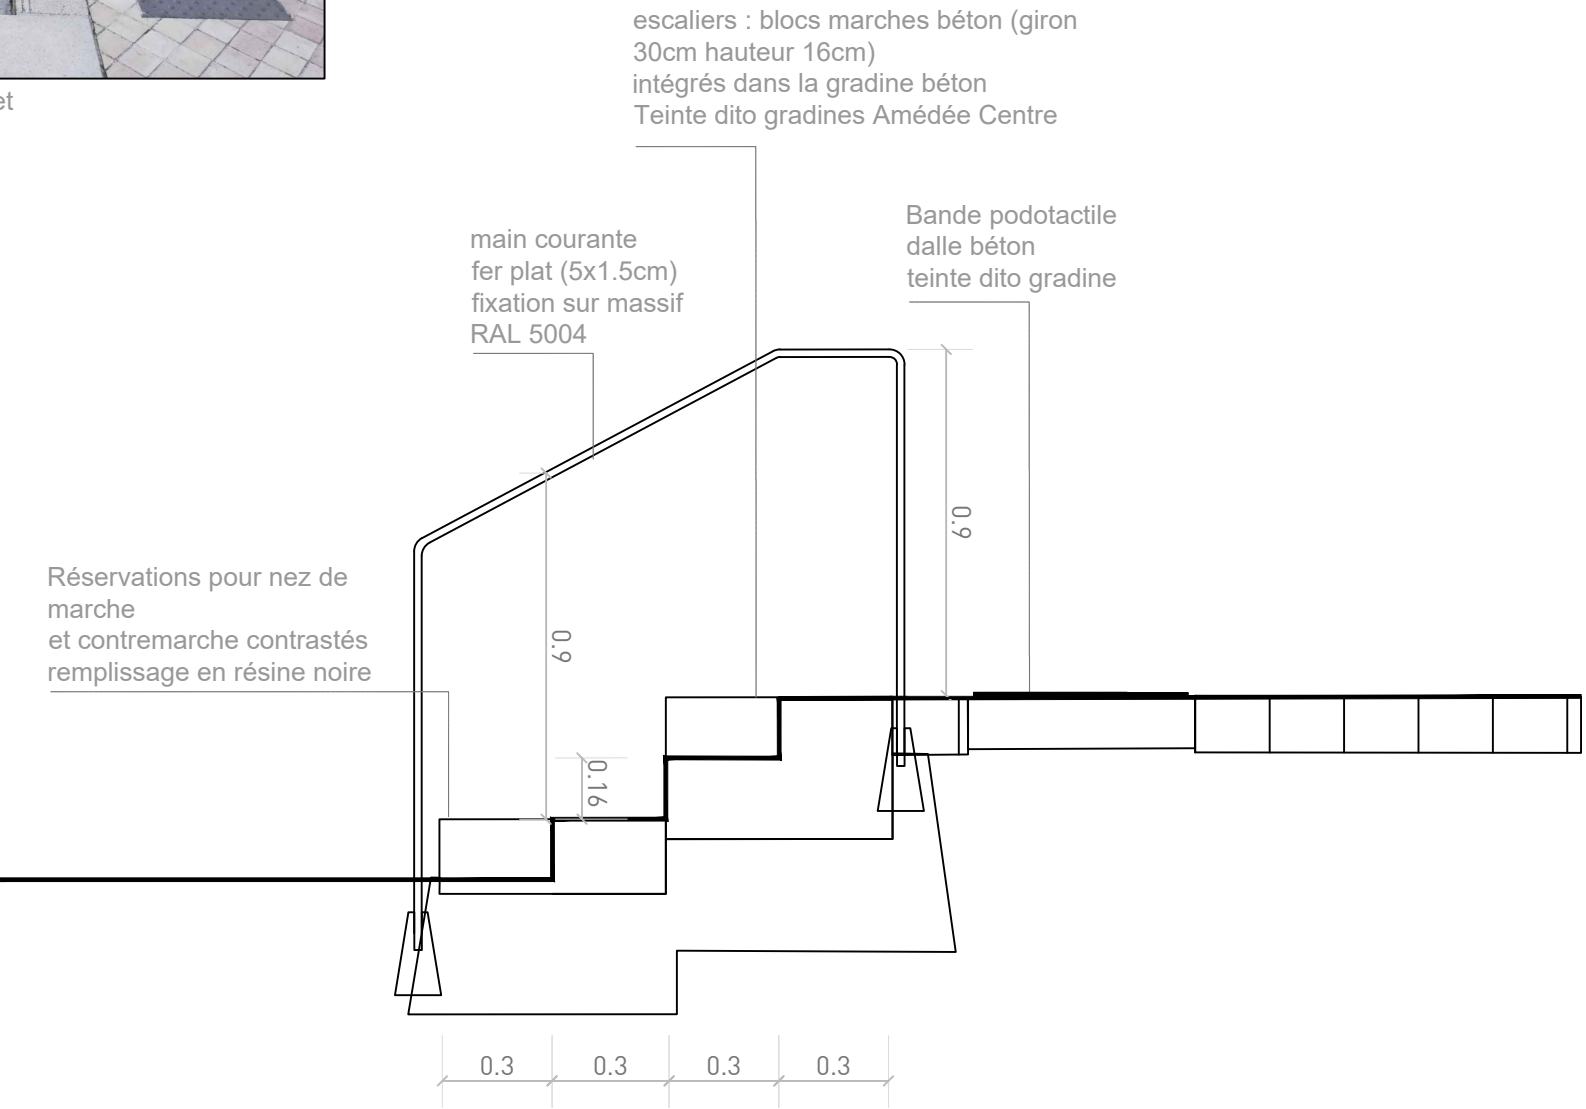 escaliers : blocs marches béton (giron
30cm hauteur 16cm)
intégrés dans la gradine béton
Teinte dito gradines Amédée Centre
et
Bande podotactile
dalle béton
teinte dito gradine
main courante
fer plat (5x1.5cm)
fixation sur massif
RAL 5004
0.9
Réservations pour nez de
marche
et contremarche contrastés
remplissage en résine noire
0.9
0.16
0.3
0.3
0.3
0.3